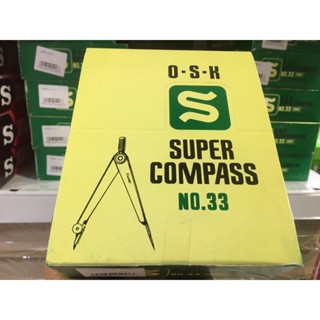 O-S-K
S
SUPER
COMPASS
NO.33